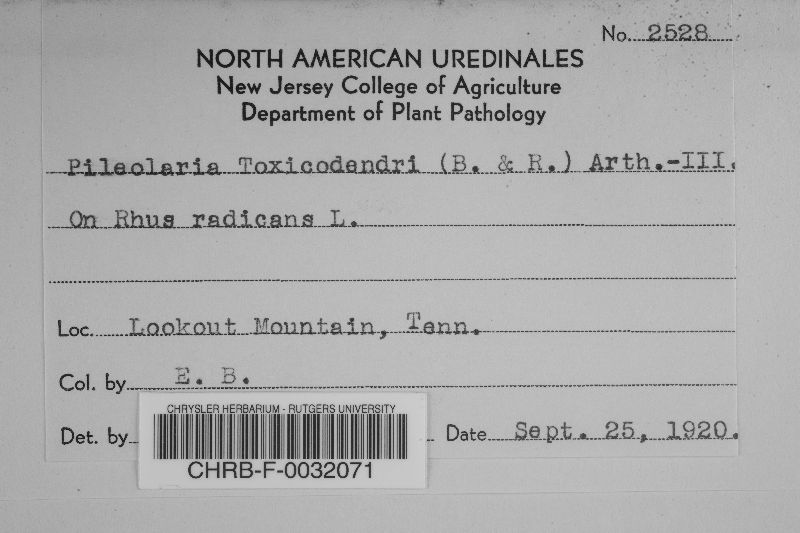 No. 2528
NORTH AMERICAN UREDINALES
New Jersey College of Agriculture
Department of Plant Pathology
Pileolaria Toxicodendri (B. & R.) Arth.-III.
On Rhus radicans L.
Loc. Lookout Mountain, Tenn.
Col. by E. B.
Det. by
Date Sept. 25, 1920.
CHRYSLER HERBARIUM - RUTGERS UNIVERSITY
CHRB-F-0032071